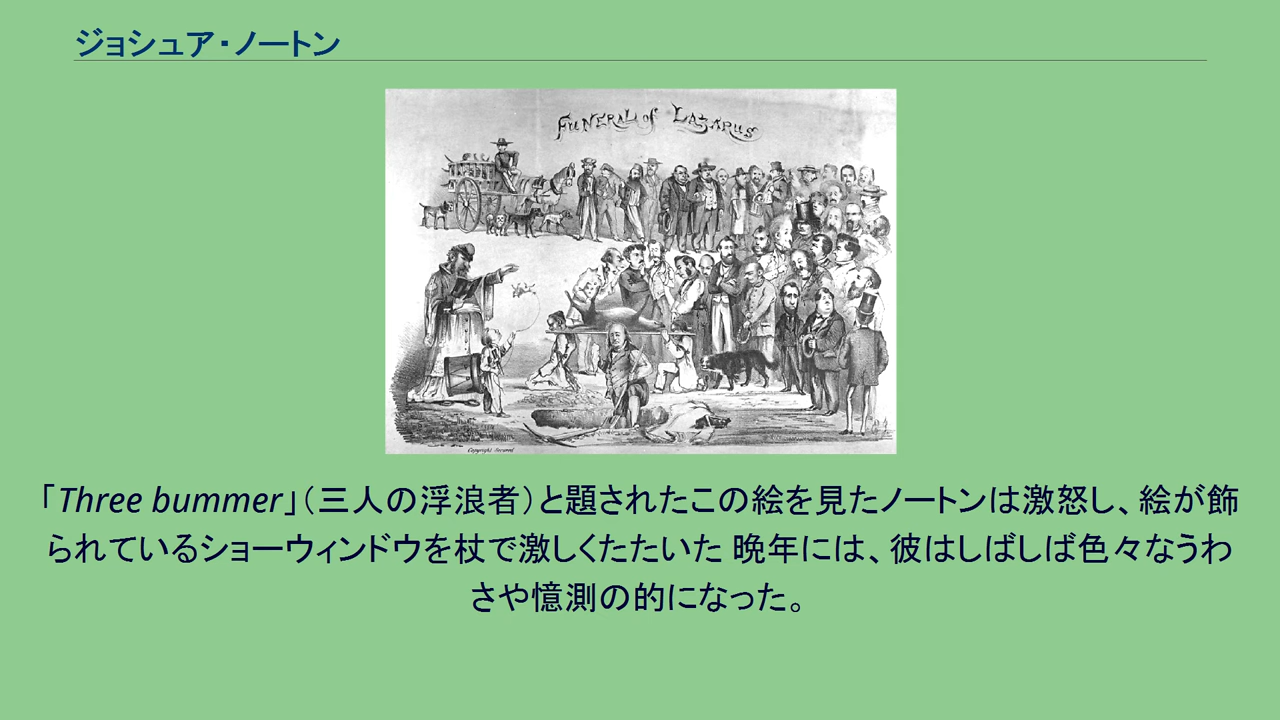 ジョシュア・ノートン
FUNERAL of LAZARUS
Copyright Secured
「Three bummer」（三人の浮浪者）と題されたこの絵を見たノートンは激怒し、絵が飾
られているショーウィンドウを杖で激しくたたいた 晩年には、彼はしばしば色々なうわ
さや憶測の的になった。